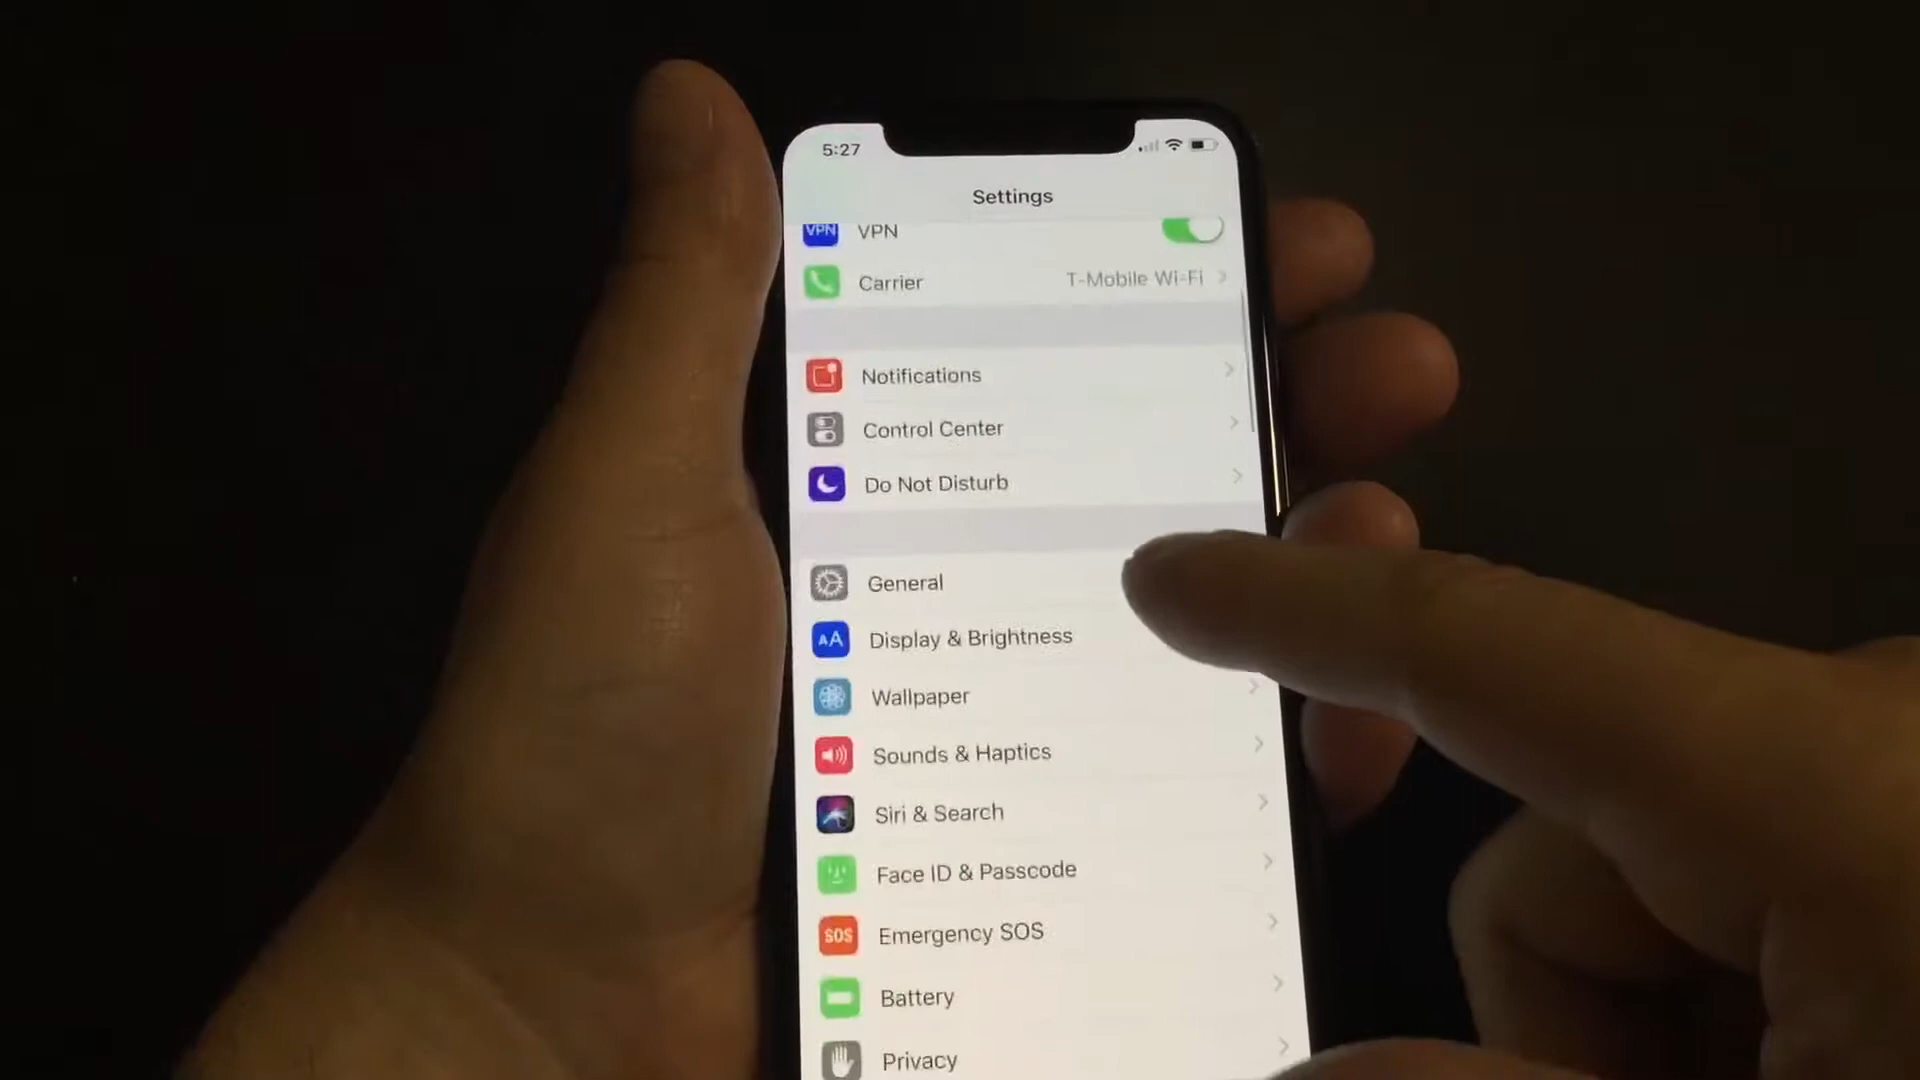 5:27
Settings
VPN VPN
Carrier T-Mobile Wi-Fi
Notifications
Control Center
Do Not Disturb
General
AA Display & Brightness
Wallpaper
Sounds & Haptics
Siri & Search
Face ID & Passcode
SOS Emergency SOS
Battery
Privacy